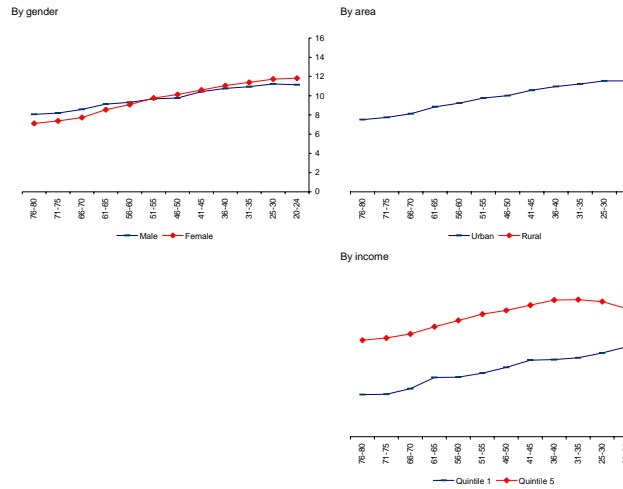 By gender
16
14
12
10
8
6
4
2
0
76-80 71-75 66-70 61-65 56-60 51-55 46-50 41-45 36-40 31-35 25-30 20-24
Male Female
By area
76-80 71-75 66-70 61-65 56-60 51-55 46-50 41-45 36-40 31-35 25-30
Urban Rural
By income
76-80 71-75 66-70 61-65 56-60 51-55 46-50 41-45 36-40 31-35 25-30
Quintile 1 Quintile 5